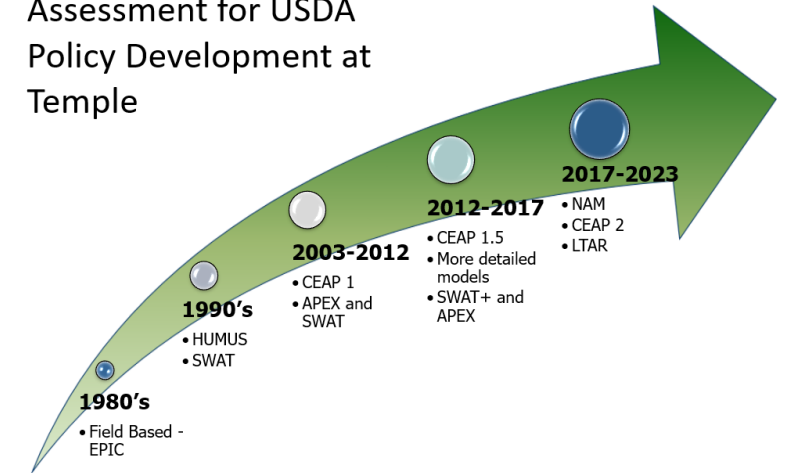 Assessment for USDA
Policy Development at
Temple
2017-2023
• NAM
• CEAP 2
• LTAR
2012-2017
• CEAP 1.5
• More detailed
models
• SWAT+ and
APEX
2003-2012
• CEAP 1
• APEX and
SWAT
1990’s
• HUMUS
• SWAT
1980’s
• Field Based -
EPIC